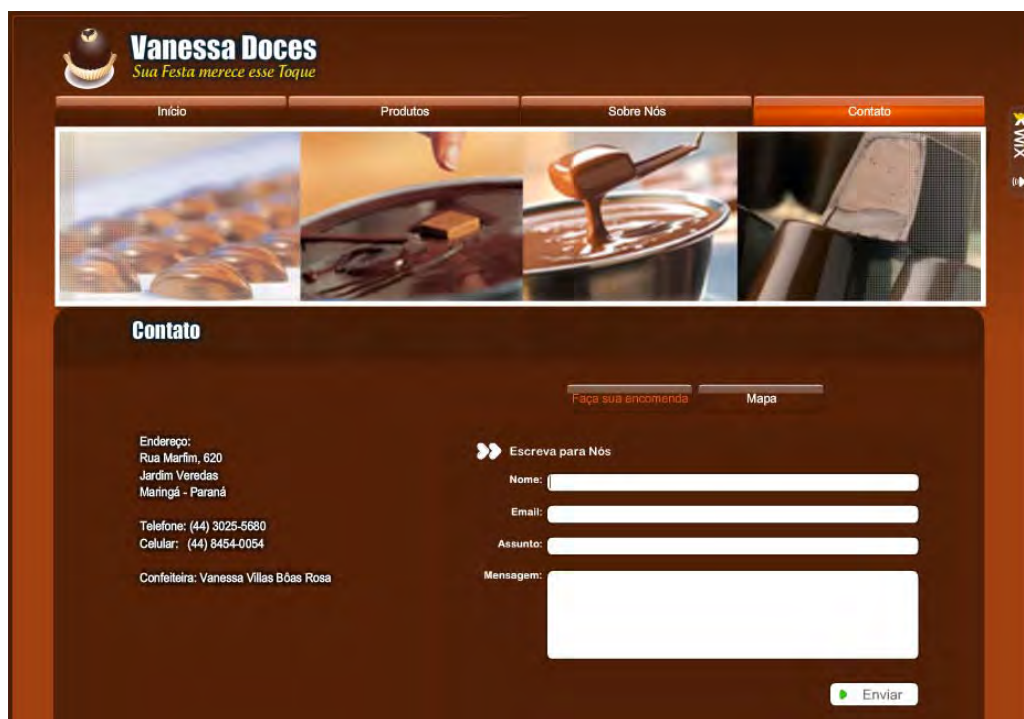 Vanessa Doces
Sua Festa merece esse Toque
Início
Produtos
Sobre Nós
Contato
WIX
Contato
Faça sua encomenda
Mapa
Endereço:
Rua Marfim, 620
Jardim Veredas
Maringá - Paraná
Telefone: (44) 3025-5680
Celular: (44) 8454-0054
Confeiteira: Vanessa Villas Bôas Rosa
Escreva para Nós
Nome:
Email:
Assunto:
Mensagem:
Enviar